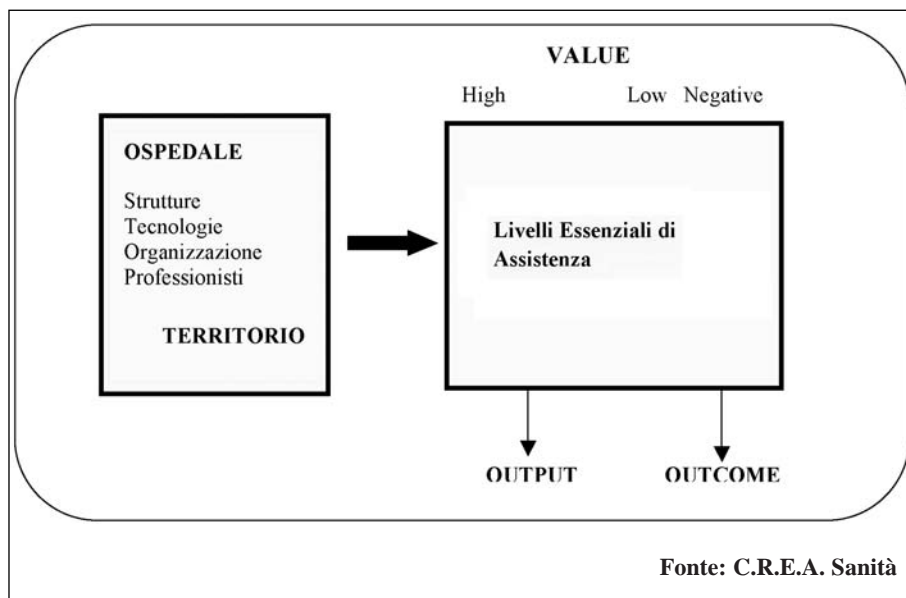 VALUE
High Low Negative
OSPEDALE
Strutture
Tecnologie
Organizzazione
Professionisti
TERRITORIO
Livelli Essenziali di
Assistenza
OUTPUT OUTCOME
Fonte: C.R.E.A. Sanità